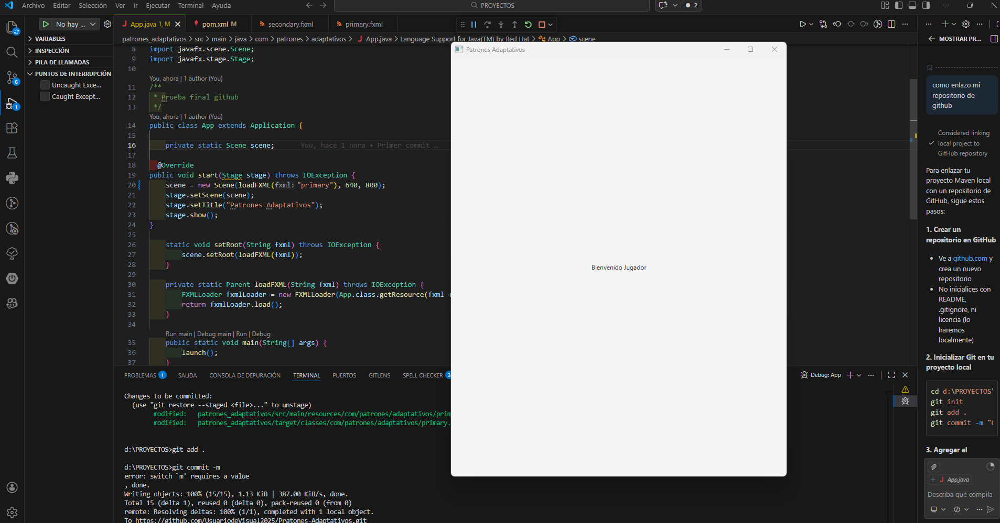 Archivo Editar Selección Ver Ir Ejecutar Terminal Ayuda
PROYECTOS
2
No hay ...
App.java 1, M
pom.xml M
secondary.fxml
primary.fxml
VARIABLES
INSPECCIÓN
PILA DE LLAMADAS
PUNTOS DE INTERRUPCIÓN
Uncaught Exce...
Caught Except...
6
1
patrones_adaptativos > src > main > java > com > patrones > adaptativos > App.java > Language Support for Java(TM) by Red Hat > App > scene
8 import javafx.scene.Scene;
9 import javafx.stage.Stage;
10
You, ahora | 1 author (You)
11 /**
12 * Prueba final github
13 */
You, ahora | 1 author (You)
14 public class App extends Application {
15
16 private static Scene scene; You, hace 1 hora • Primer commit …
17
18 @Override
19 public void start(Stage stage) throws IOException {
20 scene = new Scene(loadFXML(fxml: "primary"), 640, 800);
21 stage.setScene(scene);
22 stage.setTitle("Patrones Adaptativos");
23 stage.show();
24 }
25
26 static void setRoot(String fxml) throws IOException {
27 scene.setRoot(loadFXML(fxml));
28 }
29
30 private static Parent loadFXML(String fxml) throws IOException {
31 FXMLLoader fxmlLoader = new FXMLLoader(App.class.getResource(fxml +
32 return fxmlLoader.load();
33 }
34
Run main | Debug main | Run | Debug
35 public static void main(String[] args) {
36 launch();
37 }
Patrones Adaptativos
Bienvenido Jugador
PROBLEMAS 1 SALIDA CONSOLA DE DEPURACIÓN TERMINAL PUERTOS GITLENS SPELL CHECKER
Debug: App
Changes to be committed:
(use "git restore --staged <file>..." to unstage)
modified: patrones_adaptativos/src/main/resources/com/patrones/adaptativos/prim
modified: patrones_adaptativos/target/classes/com/patrones/adaptativos/primary.
d:\PROYECTOS>git add .
d:\PROYECTOS>git commit -m
error: switch `m' requires a value
, done.
Writing objects: 100% (15/15), 1.13 KiB | 387.00 KiB/s, done.
Total 15 (delta 1), reused 0 (delta 0), pack-reused 0 (from 0)
remote: Resolving deltas: 100% (1/1), completed with 1 local object.
To https://github.com/UsuariodeVisual2025/Pratones-Adaptativos.git
MOSTRAR PR...
como enlazo mi
repositorio de
github
Considered linking
local project to
GitHub repository
Para enlazar tu
proyecto Maven local
con un repositorio de
GitHub, sigue estos
pasos:
1. Crear un
repositorio en GitHub
• Ve a github.com y
crea un nuevo
repositorio
• No inicialices con
README,
.gitignore, ni
licencia (lo
haremos
localmente)
2. Inicializar Git en tu
proyecto local
cd d:\PROYECTOS\
git init
git add .
git commit -m "C
3. Agregar el
App.java
Describa qué compila